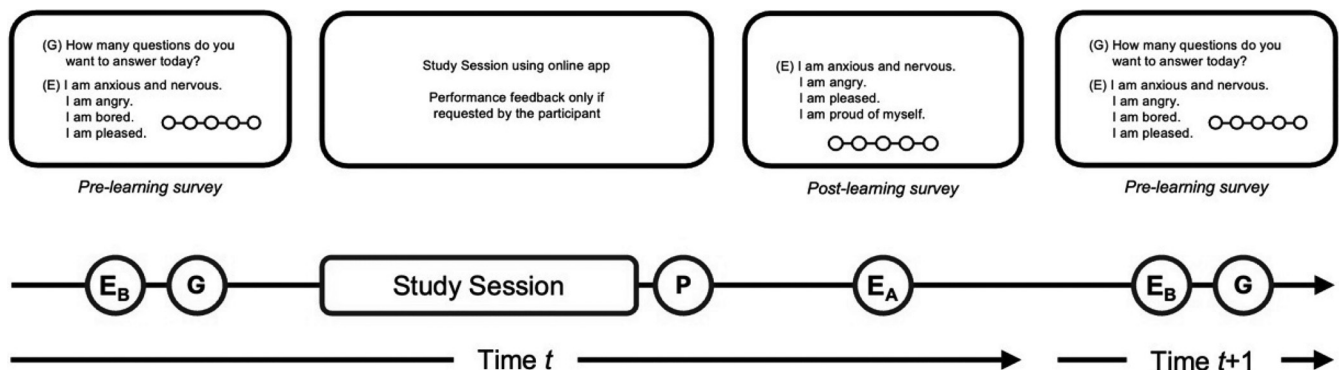 (G) How many questions do you
want to answer today?
(E) I am anxious and nervous.
I am angry.
I am bored.
I am pleased.
Pre-learning survey
Study Session using online app
Performance feedback only if
requested by the participant
(E) I am anxious and nervous.
I am angry.
I am pleased.
I am proud of myself.
Post-learning survey
(G) How many questions do you
want to answer today?
(E) I am anxious and nervous.
I am angry.
I am bored.
I am pleased.
Pre-learning survey
E_B G Study Session P E_A E_B G
Time t Time t+1